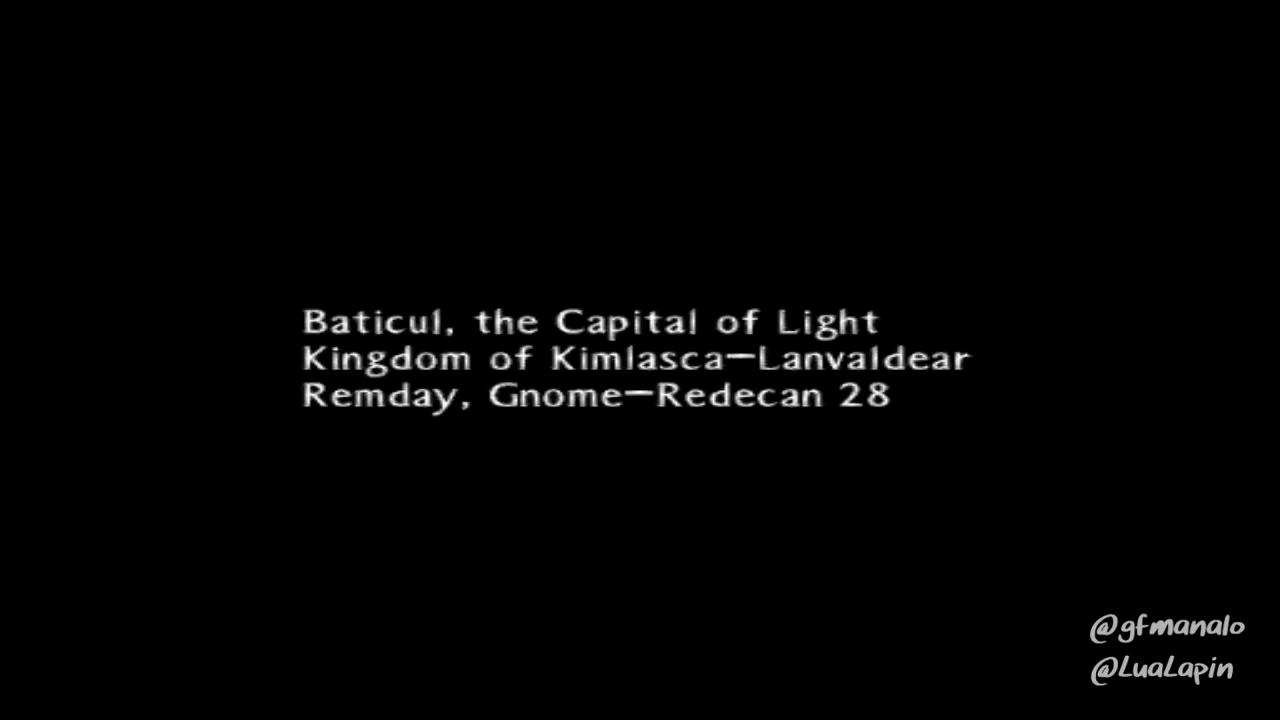 Baticul, the Capital of Light
Kingdom of Kimlasca—Lanvaldear
Remday, Gnome—Redecan 28
@gfmanalo
@LuaLapin